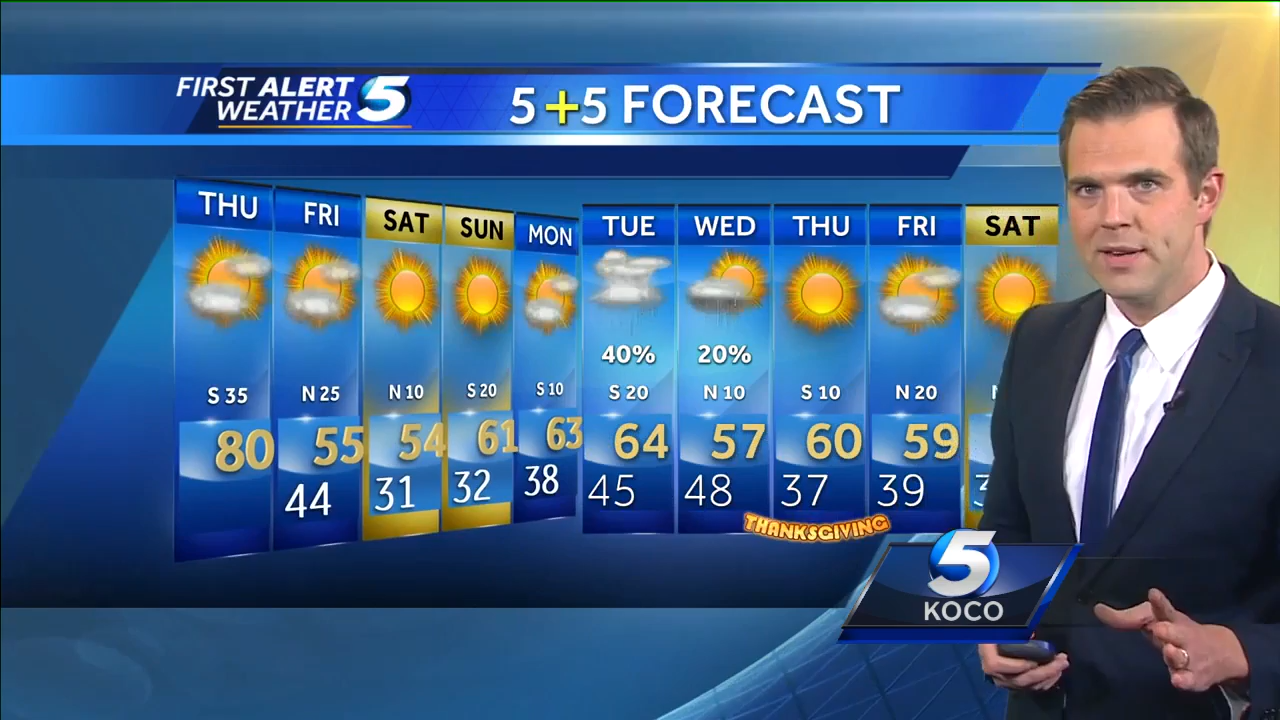 FIRST ALERT
WEATHER 5
5+5 FORECAST
THU FRI SAT SUN MON TUE WED THU FRI SAT
40% 20%
S 35 N 25 N 10 S 20 S 10 S 20 N 10 S 10 N 20
80 55 54 61 63 64 57 60 59
44 31 32 38 45 48 37 39
THANKSGIVING
5
KOCO